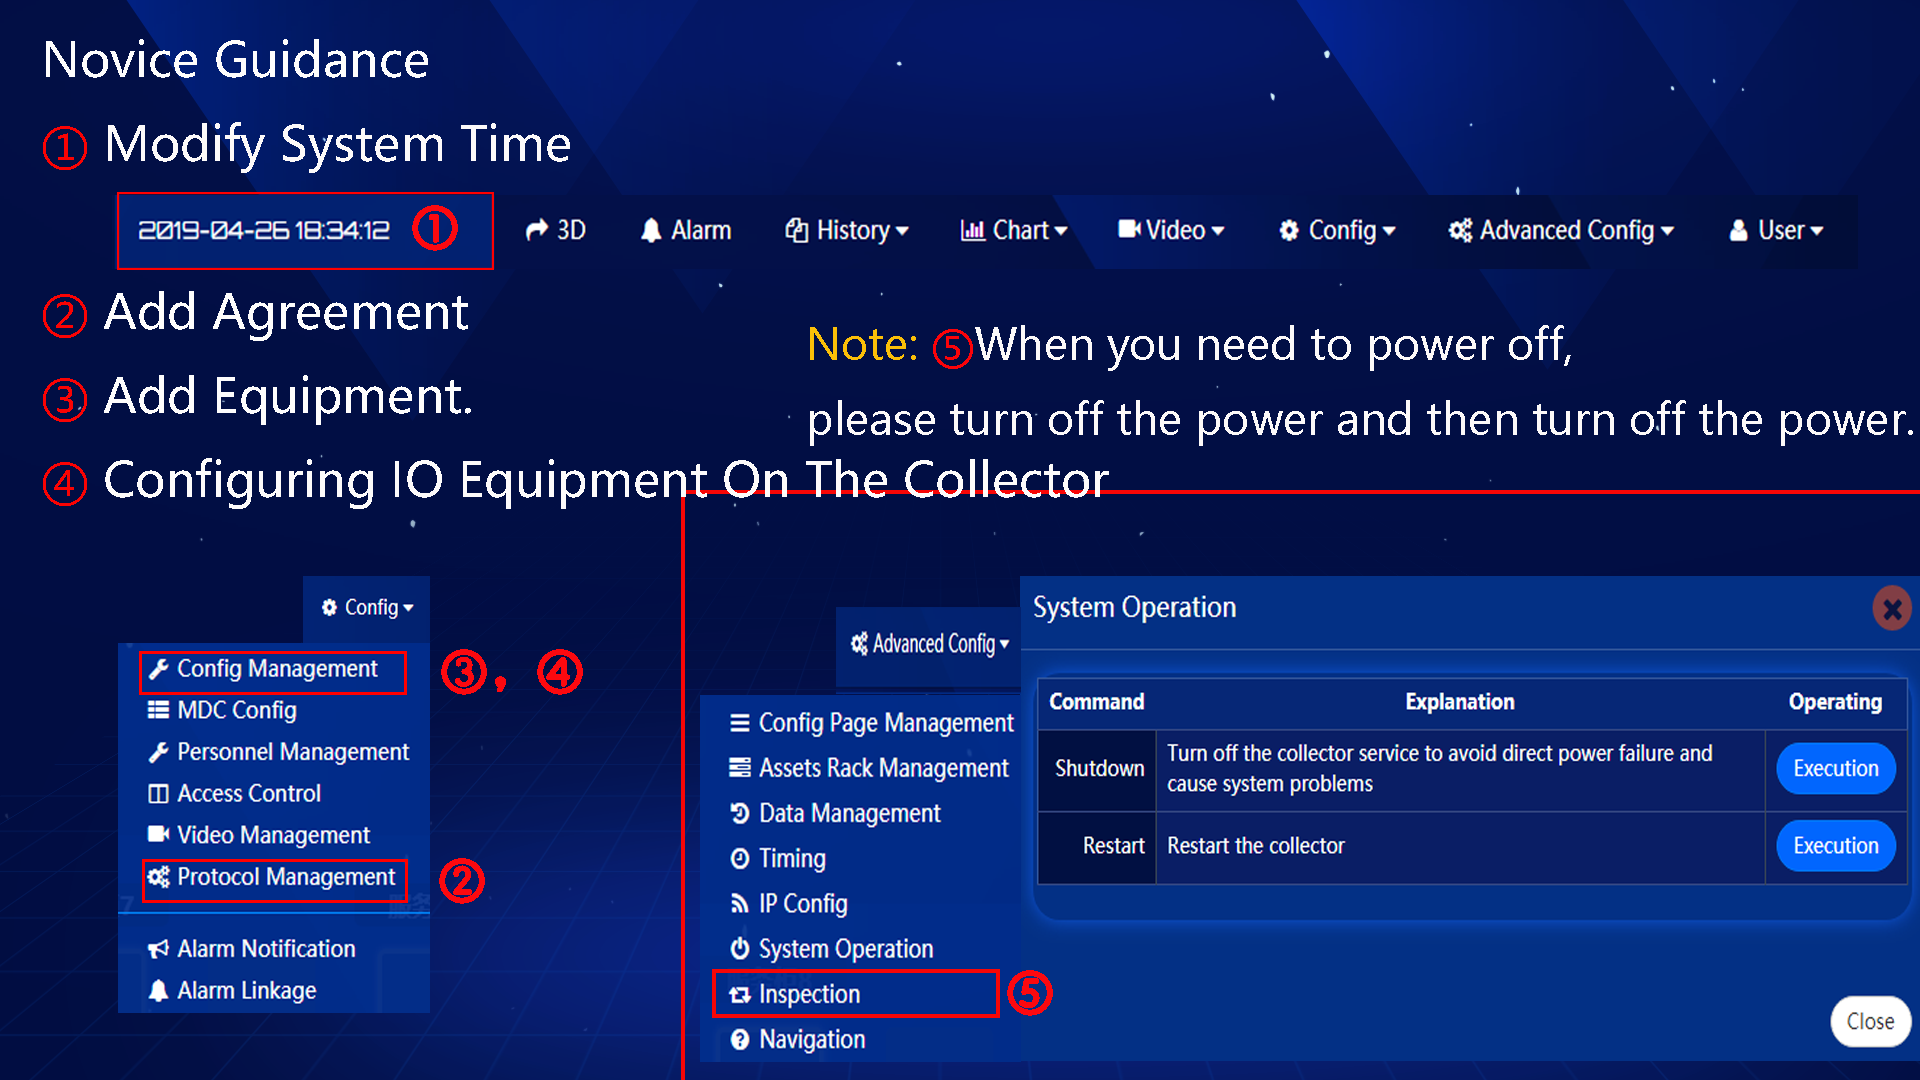 Novice Guidance
① Modify System Time
2019-04-26 18:34:12 ① 3D Alarm History Chart Video Config Advanced Config User
② Add Agreement
③ Add Equipment.
④ Configuring IO Equipment On The Collector
Note: ⑤When you need to power off,
please turn off the power and then turn off the power.
Config
Config Management ③, ④
MDC Config
Personnel Management
Access Control
Video Management
Protocol Management ②
7 服务
Alarm Notification
Alarm Linkage
Advanced Config
Config Page Management
Assets Rack Management
Data Management
Timing
IP Config
System Operation
Inspection ⑤
Navigation
System Operation
Command Explanation Operating
Shutdown Turn off the collector service to avoid direct power failure and
cause system problems Execution
Restart Restart the collector Execution
Close